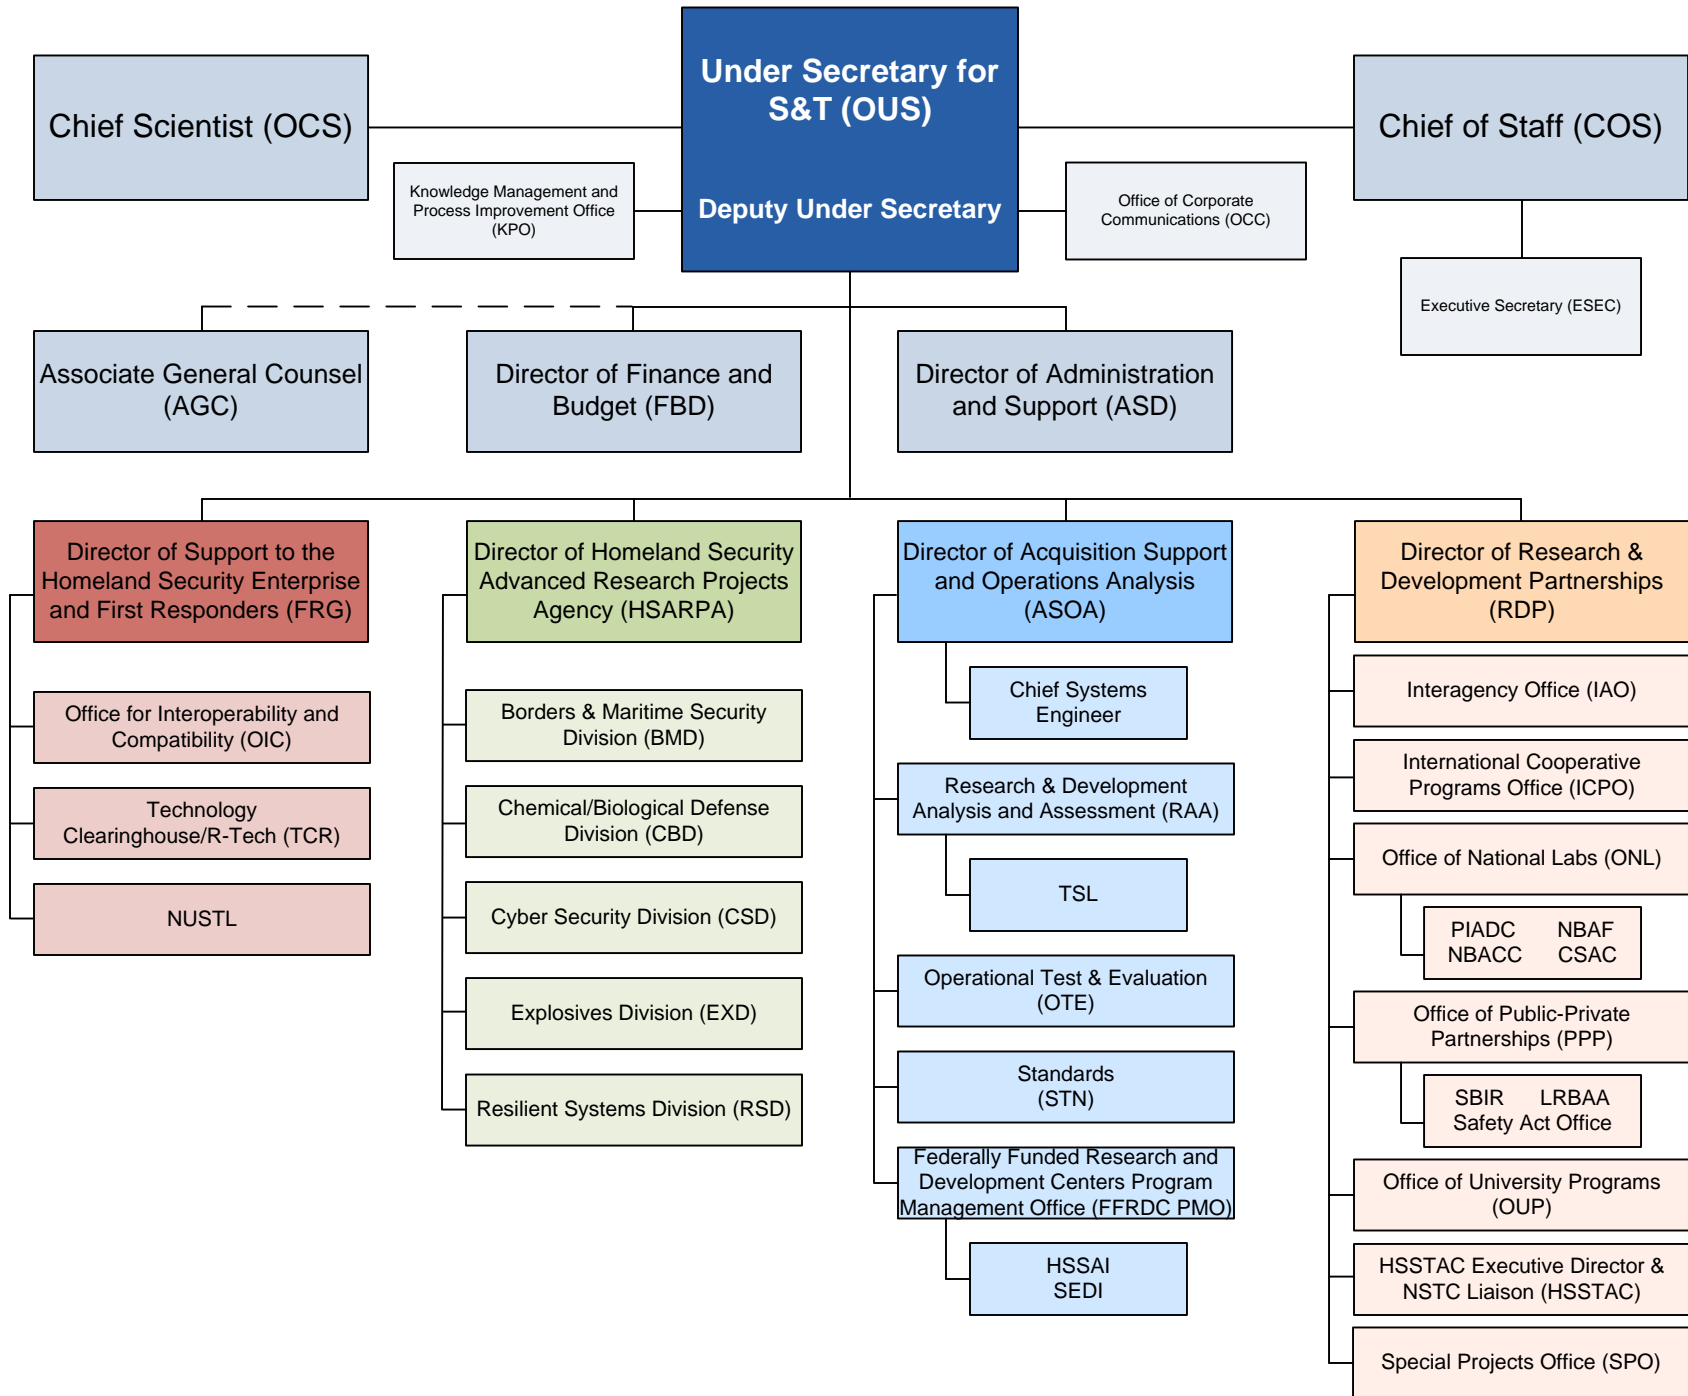 Under Secretary for
S&T (OUS)
Deputy Under Secretary
Chief Scientist (OCS)
Chief of Staff (COS)
Knowledge Management and
Process Improvement Office
(KPO)
Office of Corporate
Communications (OCC)
Executive Secretary (ESEC)
Associate General Counsel
(AGC)
Director of Finance and
Budget (FBD)
Director of Administration
and Support (ASD)
Director of Support to the
Homeland Security Enterprise
and First Responders (FRG)
Office for Interoperability and
Compatibility (OIC)
Technology
Clearinghouse/R-Tech (TCR)
NUSTL
Director of Homeland Security
Advanced Research Projects
Agency (HSARPA)
Borders & Maritime Security
Division (BMD)
Chemical/Biological Defense
Division (CBD)
Cyber Security Division (CSD)
Explosives Division (EXD)
Resilient Systems Division (RSD)
Director of Acquisition Support
and Operations Analysis
(ASOA)
Chief Systems
Engineer
Research & Development
Analysis and Assessment (RAA)
TSL
Operational Test & Evaluation
(OTE)
Standards
(STN)
Federally Funded Research and
Development Centers Program
Management Office (FFRDC PMO)
HSSAI
SEDI
Director of Research &
Development Partnerships
(RDP)
Interagency Office (IAO)
International Cooperative
Programs Office (ICPO)
Office of National Labs (ONL)
PIADC NBAF
NBACC CSAC
Office of Public-Private
Partnerships (PPP)
SBIR LRBAA
Safety Act Office
Office of University Programs
(OUP)
HSSTAC Executive Director &
NSTC Liaison (HSSTAC)
Special Projects Office (SPO)